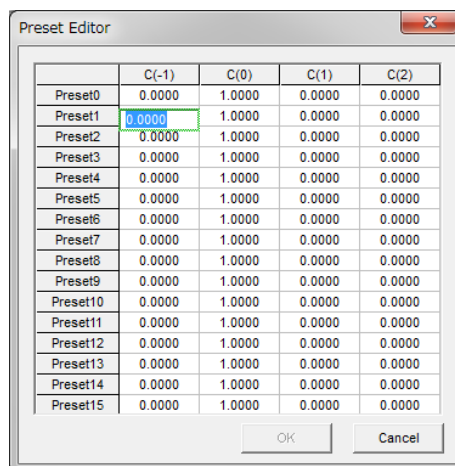 Preset Editor
C(-1) C(0) C(1) C(2)
Preset0 0.0000 1.0000 0.0000 0.0000
Preset1 0.0000 1.0000 0.0000 0.0000
Preset2 0.0000 1.0000 0.0000 0.0000
Preset3 0.0000 1.0000 0.0000 0.0000
Preset4 0.0000 1.0000 0.0000 0.0000
Preset5 0.0000 1.0000 0.0000 0.0000
Preset6 0.0000 1.0000 0.0000 0.0000
Preset7 0.0000 1.0000 0.0000 0.0000
Preset8 0.0000 1.0000 0.0000 0.0000
Preset9 0.0000 1.0000 0.0000 0.0000
Preset10 0.0000 1.0000 0.0000 0.0000
Preset11 0.0000 1.0000 0.0000 0.0000
Preset12 0.0000 1.0000 0.0000 0.0000
Preset13 0.0000 1.0000 0.0000 0.0000
Preset14 0.0000 1.0000 0.0000 0.0000
Preset15 0.0000 1.0000 0.0000 0.0000
OK Cancel